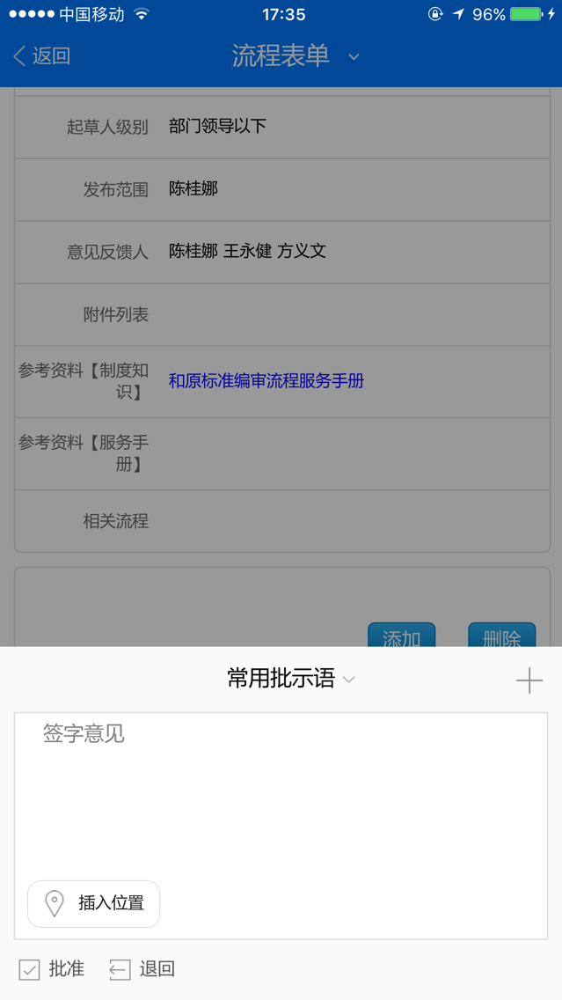 中国移动 17:35 96%
返回 流程表单
起草人级别 部门领导以下
发布范围 陈桂娜
意见反馈人 陈桂娜 王永健 方义文
附件列表
参考资料【制度知
识】
和原标准编审流程服务手册
参考资料【服务手
册】
相关流程
添加 删除
常用批示语
签字意见
插入位置
批准 退回